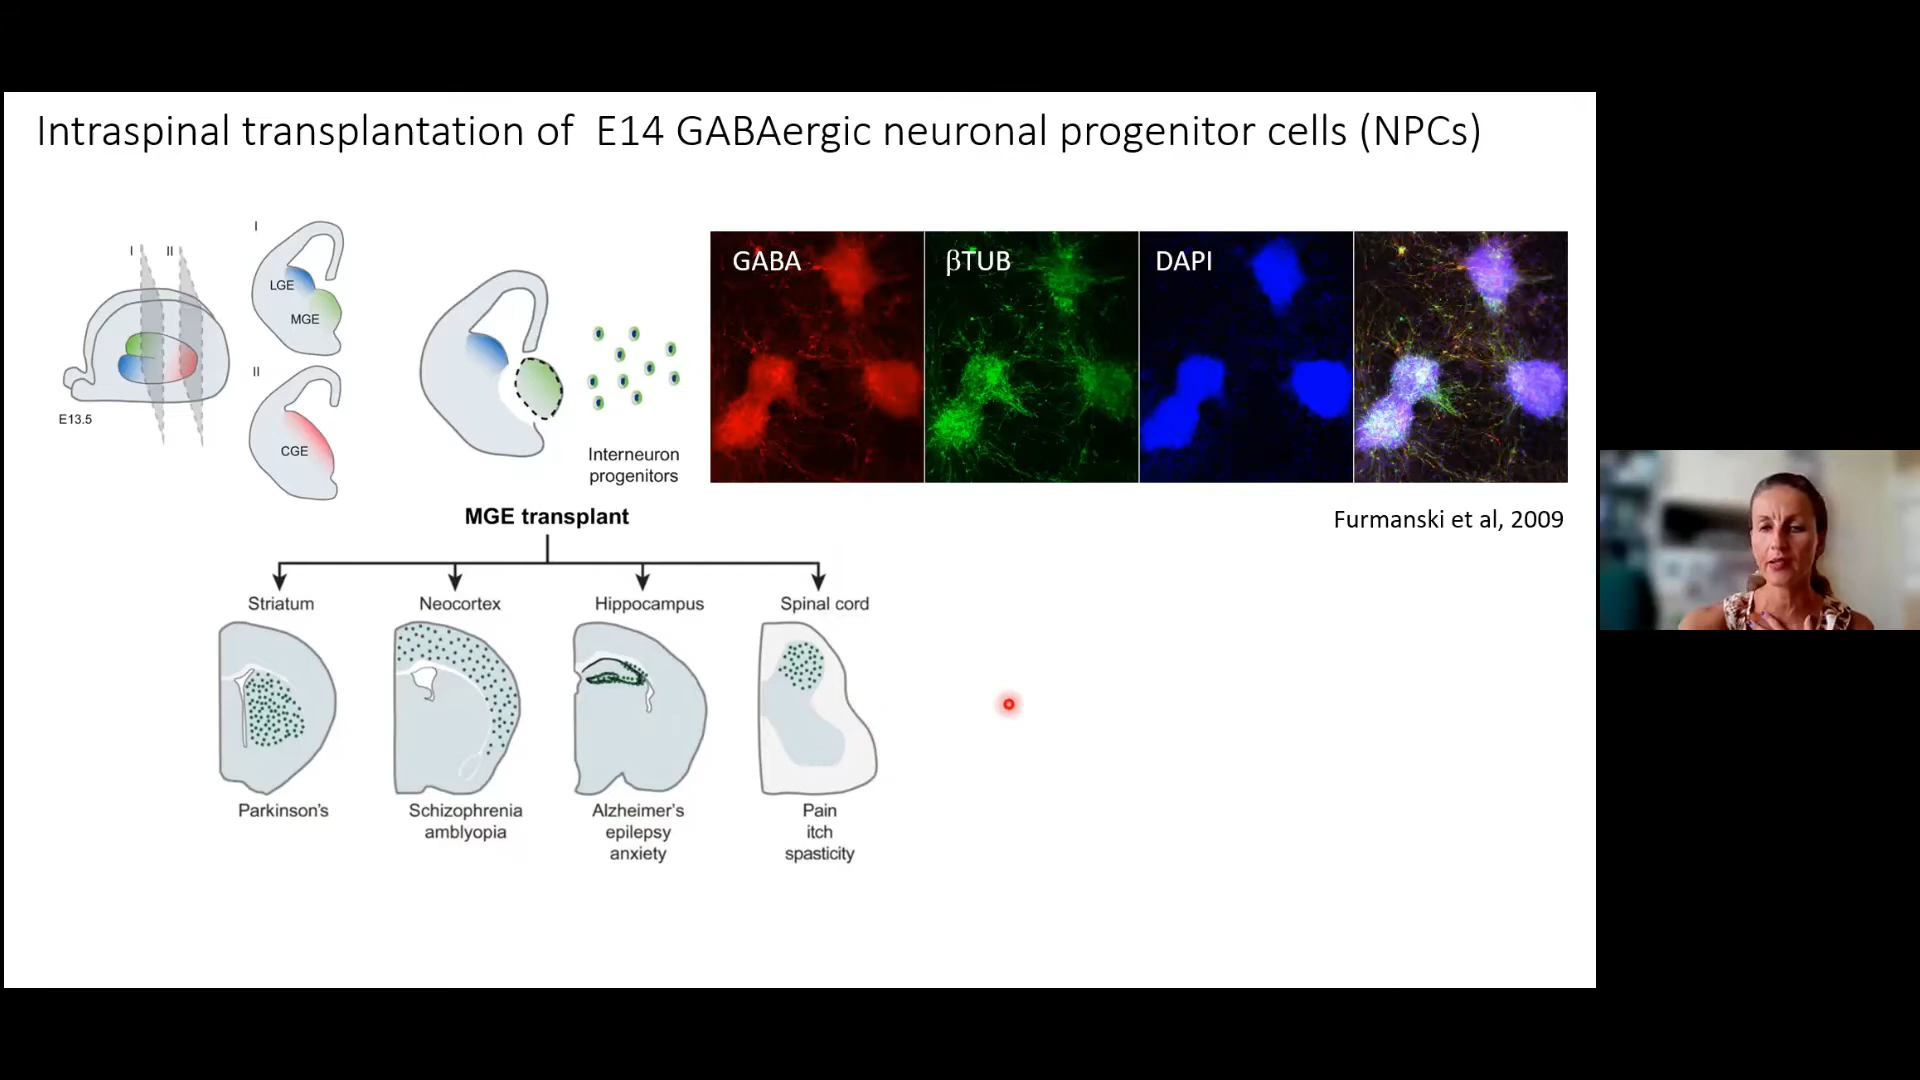 Intraspinal transplantation of E14 GABAergic neuronal progenitor cells (NPCs)
I
I II
LGE
MGE
E13.5
II
CGE
Interneuron
progenitors
GABA
βTUB
DAPI
Furmanski et al, 2009
MGE transplant
Striatum
Neocortex
Hippocampus
Spinal cord
Parkinson's
Schizophrenia
amblyopia
Alzheimer's
epilepsy
anxiety
Pain
itch
spasticity